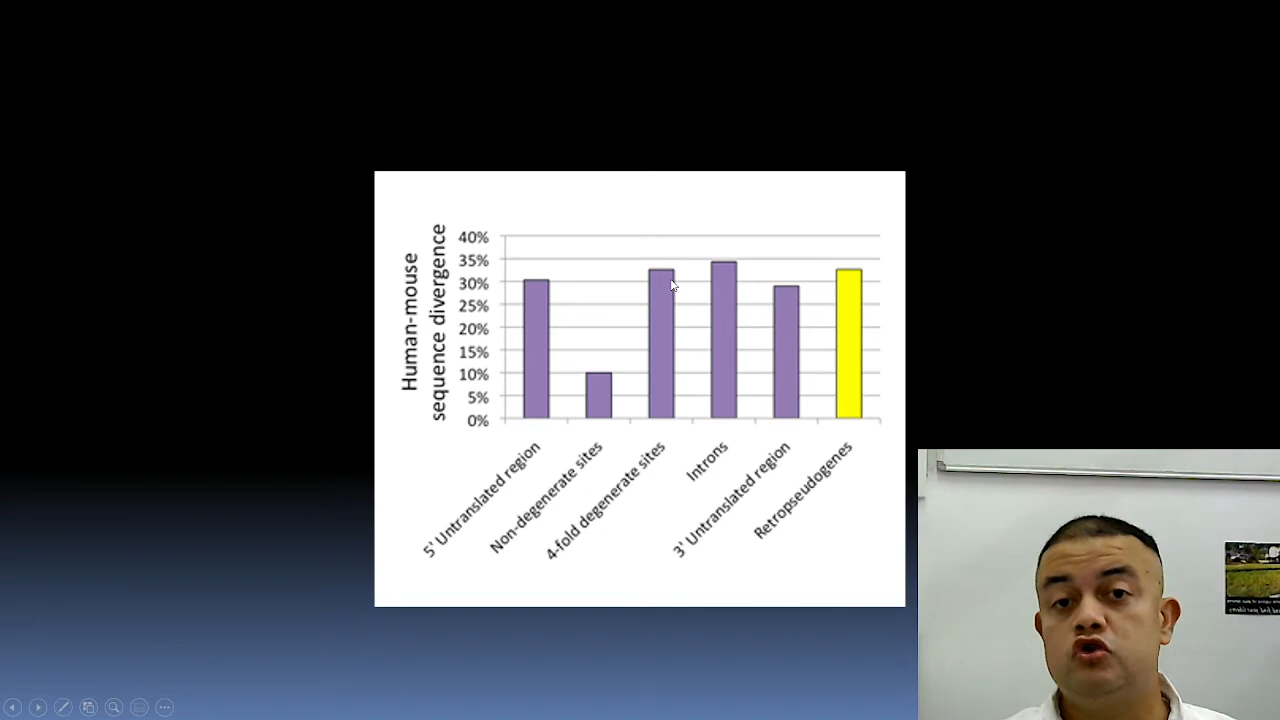 Human-mouse
sequence divergence
40%
35%
30%
25%
20%
15%
10%
5%
0%
5' Untranslated region
Non-degenerate sites
4-fold degenerate sites
Introns
3' Untranslated region
Retropseudogenes